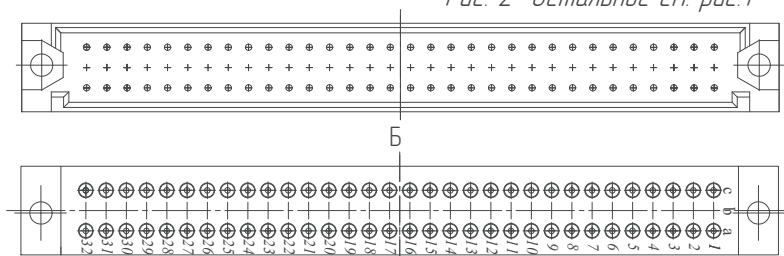 Рис. 2 Остальное см. рис.1
Б
c
b
a
32 31 30 29 28 27 26 25 24 23 22 21 20 19 18 17 16 15 14 13 12 11 10 9 8 7 6 5 4 3 2 1